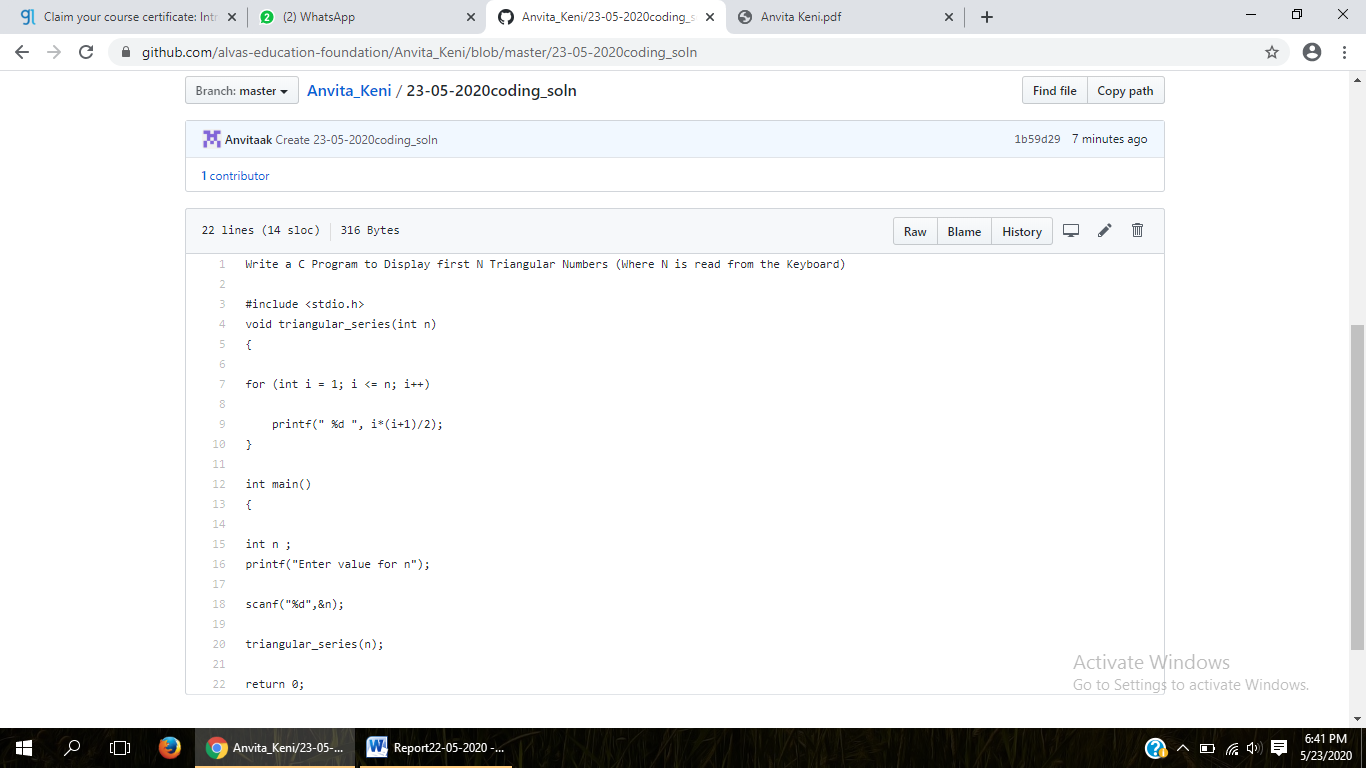 Claim your course certificate: Intr
(2) WhatsApp
Anvita_Keni/23-05-2020coding_s
Anvita Keni.pdf
github.com/alvas-education-foundation/Anvita_Keni/blob/master/23-05-2020coding_soln
Branch: master
Anvita_Keni / 23-05-2020coding_soln
Find file
Copy path
Anvitaak Create 23-05-2020coding_soln
1b59d29 7 minutes ago
1 contributor
22 lines (14 sloc) 316 Bytes
Raw
Blame
History
1 Write a C Program to Display first N Triangular Numbers (Where N is read from the Keyboard)
2
3 #include <stdio.h>
4 void triangular_series(int n)
5 {
6
7 for (int i = 1; i <= n; i++)
8
9 printf(" %d ", i*(i+1)/2);
10 }
11
12 int main()
13 {
14
15 int n ;
16 printf("Enter value for n");
17
18 scanf("%d",&n);
19
20 triangular_series(n);
21
22 return 0;
Activate Windows
Go to Settings to activate Windows.
Anvita_Keni/23-05-...
Report22-05-2020 -...
6:41 PM
5/23/2020